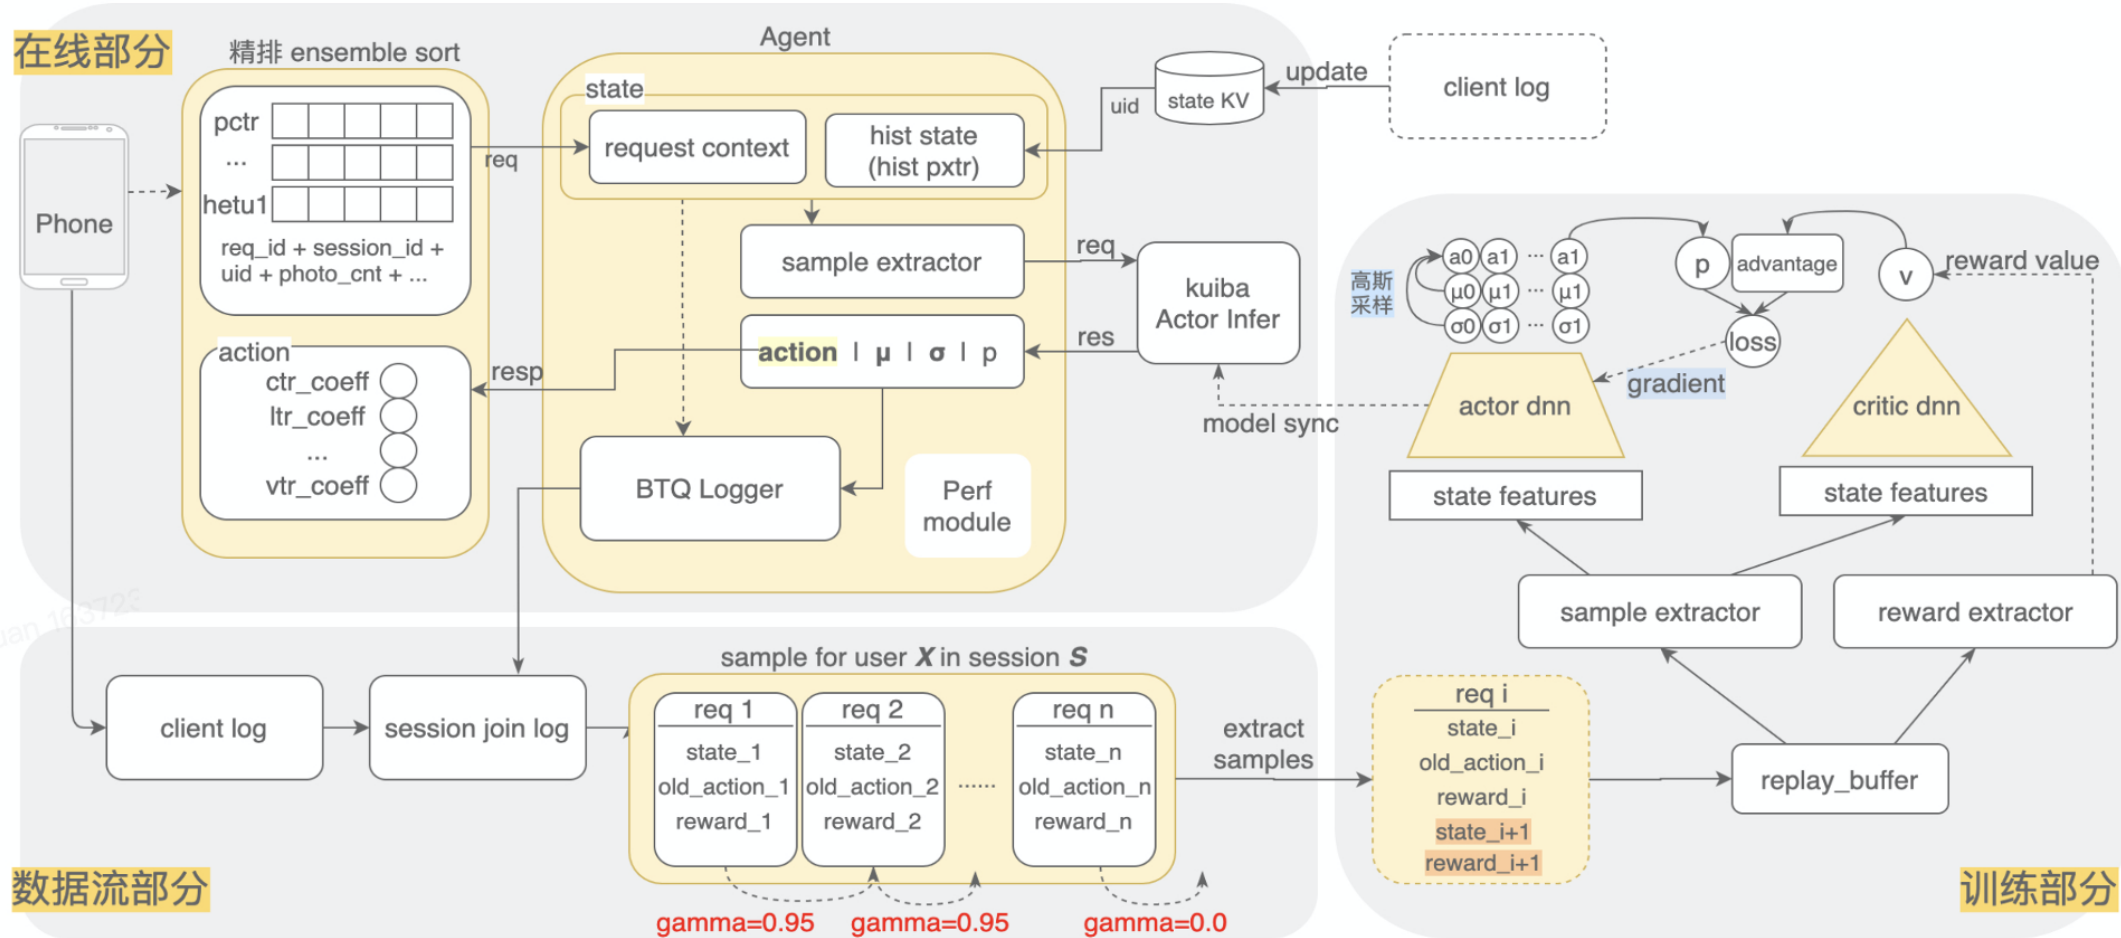 在线部分
精排 ensemble sort
Agent
Phone
pctr
...
hetu1
req_id + session_id +
uid + photo_cnt + ...
action
ctr_coeff
ltr_coeff
...
vtr_coeff
req
resp
state
request context
hist state
(hist pxtr)
sample extractor
action | μ | σ | p
BTQ Logger
Perf
module
uid
state KV
update
client log
req
res
kuiba
Actor Infer
model sync
高斯
采样
a0 a1 ... a1
μ0 μ1 ... μ1
σ0 σ1 ... σ1
p
advantage
v
reward value
loss
gradient
actor dnn
critic dnn
state features
state features
sample extractor
reward extractor
replay_buffer
训练部分
req i
state_i
old_action_i
reward_i
state_i+1
reward_i+1
extract
samples
sample for user X in session S
client log
session join log
req 1
state_1
old_action_1
reward_1
req 2
state_2
old_action_2
reward_2
......
req n
state_n
old_action_n
reward_n
gamma=0.95
gamma=0.95
gamma=0.0
数据流部分